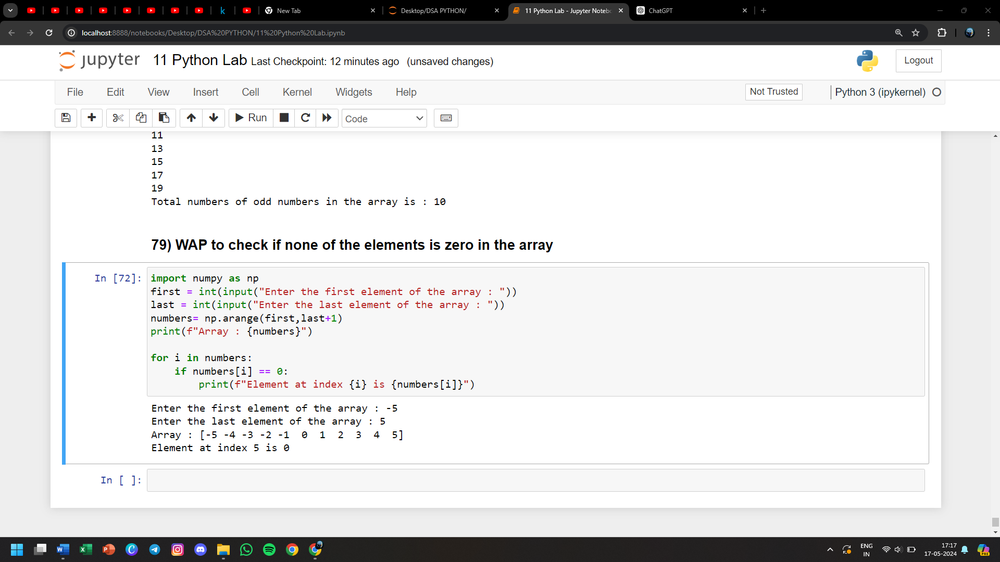 New Tab
Desktop/DSA PYTHON/
11 Python Lab - Jupyter Notebo
ChatGPT
localhost:8888/notebooks/Desktop/DSA%20PYTHON/11%20Python%20Lab.ipynb
jupyter 11 Python Lab Last Checkpoint: 12 minutes ago (unsaved changes)
Logout
File Edit View Insert Cell Kernel Widgets Help
Not Trusted
Python 3 (ipykernel)
Run
Code
11
13
15
17
19
Total numbers of odd numbers in the array is : 10
79) WAP to check if none of the elements is zero in the array
In [72]:
import numpy as np
first = int(input("Enter the first element of the array : "))
last = int(input("Enter the last element of the array : "))
numbers= np.arange(first,last+1)
print(f"Array : {numbers}")
for i in numbers:
    if numbers[i] == 0:
        print(f"Element at index {i} is {numbers[i]}")
Enter the first element of the array : -5
Enter the last element of the array : 5
Array : [-5 -4 -3 -2 -1  0  1  2  3  4  5]
Element at index 5 is 0
In [ ]:
ENG
IN
17:17
17-05-2024